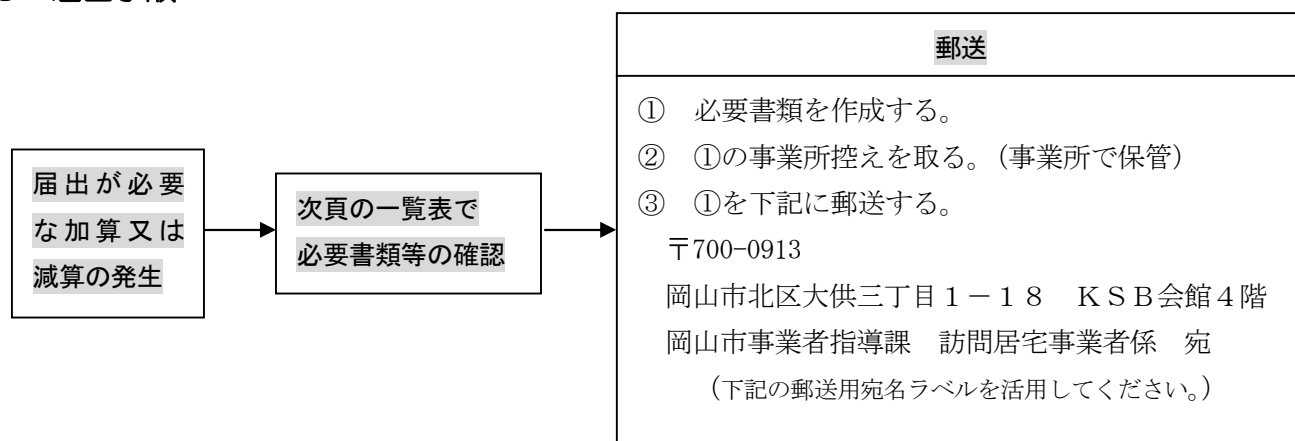 届出が必要
な加算又は
減算の発生
次頁の一覧表で
必要書類等の確認
郵送
① 必要書類を作成する。
② ①の事業所控えを取る。(事業所で保管)
③ ①を下記に郵送する。
〒700-0913
岡山市北区大供三丁目1-18 KSB会館4階
岡山市事業者指導課 訪問居宅事業者係 宛
(下記の郵送用宛名ラベルを活用してください。)